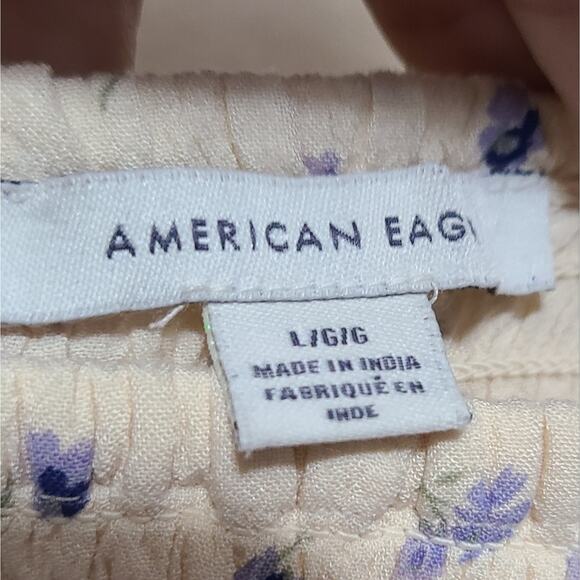 AMERICAN EAG
L/G/G
MADE IN INDIA
FABRIQUÉ EN
INDE